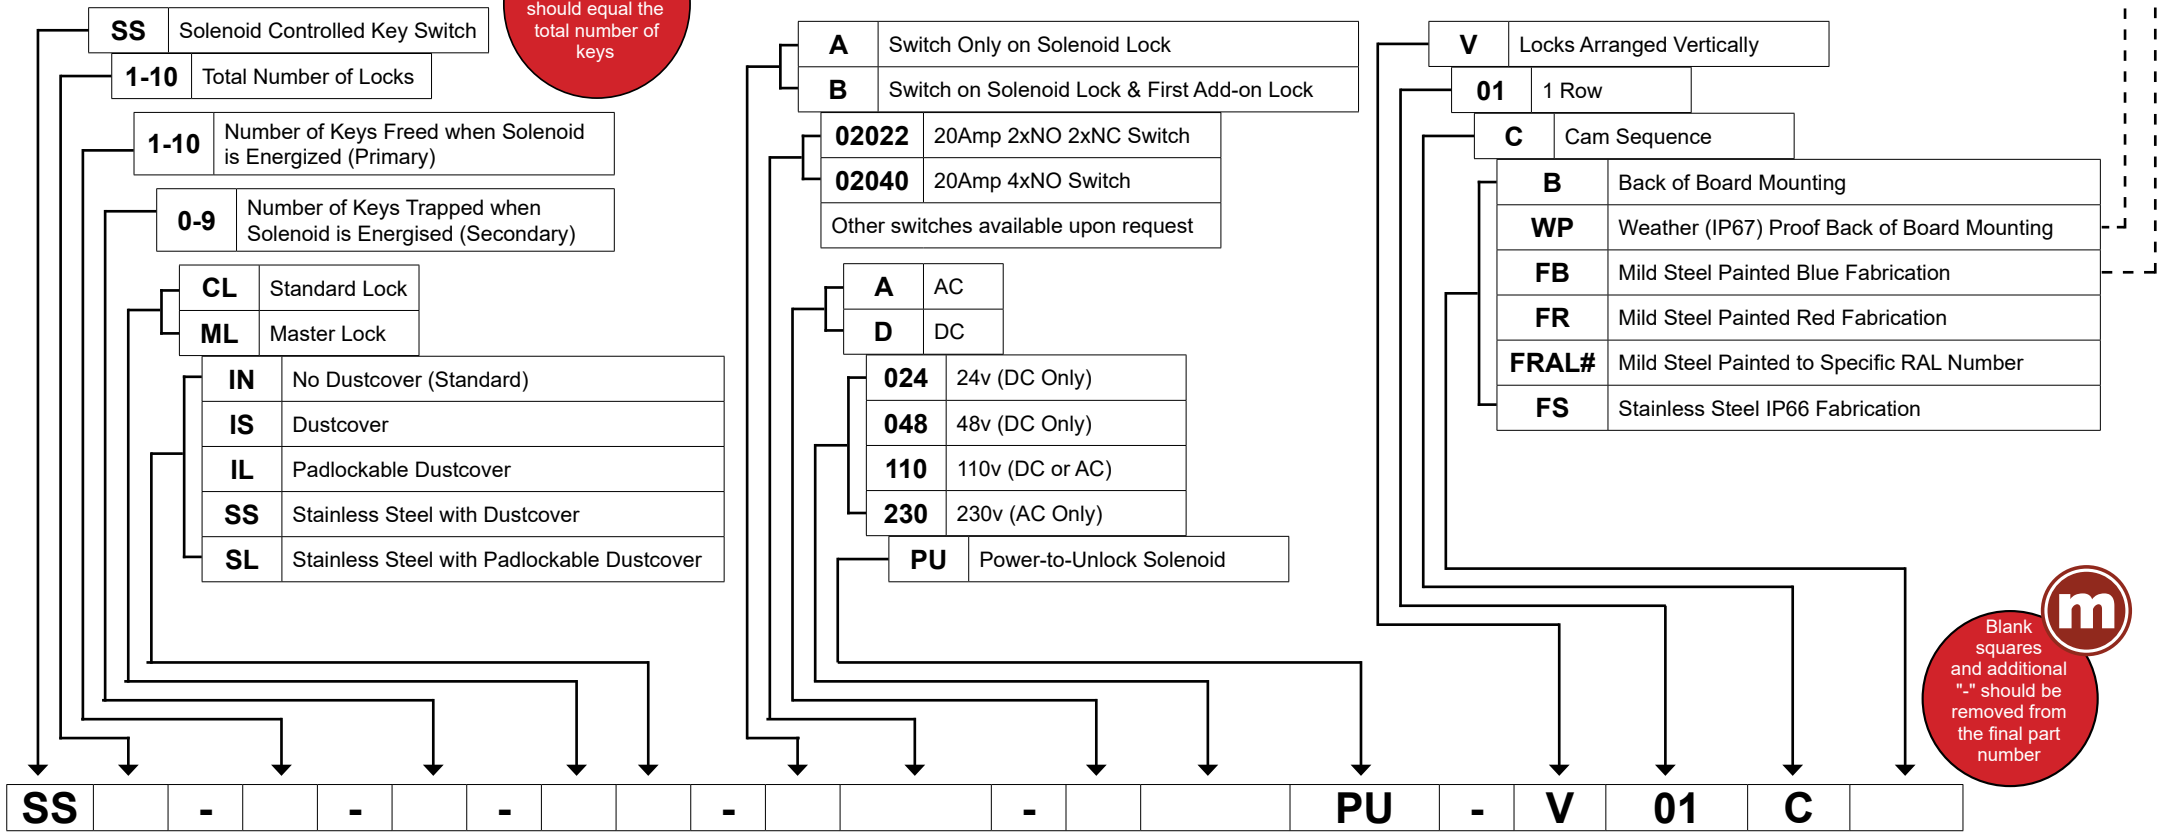 should equal the
total number of
keys
SS Solenoid Controlled Key Switch
1-10 Total Number of Locks
1-10 Number of Keys Freed when Solenoid
is Energized (Primary)
0-9 Number of Keys Trapped when
Solenoid is Energised (Secondary)
CL Standard Lock
ML Master Lock
IN No Dustcover (Standard)
IS Dustcover
IL Padlockable Dustcover
SS Stainless Steel with Dustcover
SL Stainless Steel with Padlockable Dustcover
A Switch Only on Solenoid Lock
B Switch on Solenoid Lock & First Add-on Lock
02022 20Amp 2xNO 2xNC Switch
02040 20Amp 4xNO Switch
Other switches available upon request
A AC
D DC
024 24v (DC Only)
048 48v (DC Only)
110 110v (DC or AC)
230 230v (AC Only)
PU Power-to-Unlock Solenoid
V Locks Arranged Vertically
01 1 Row
C Cam Sequence
B Back of Board Mounting
WP Weather (IP67) Proof Back of Board Mounting
FB Mild Steel Painted Blue Fabrication
FR Mild Steel Painted Red Fabrication
FRAL# Mild Steel Painted to Specific RAL Number
FS Stainless Steel IP66 Fabrication
m
Blank
squares
and additional
"-" should be
removed from
the final part
number
SS - - - - - PU - V 01 C